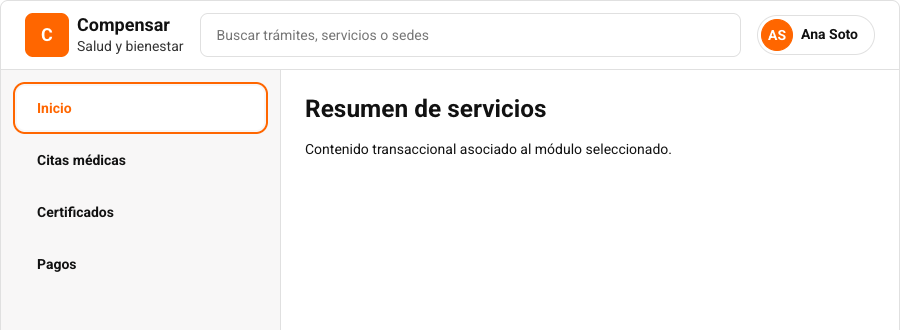 C
Compensar
Salud y bienestar
Buscar trámites, servicios o sedes
AS
Ana Soto
Inicio
Citas médicas
Certificados
Pagos
Resumen de servicios
Contenido transaccional asociado al módulo seleccionado.